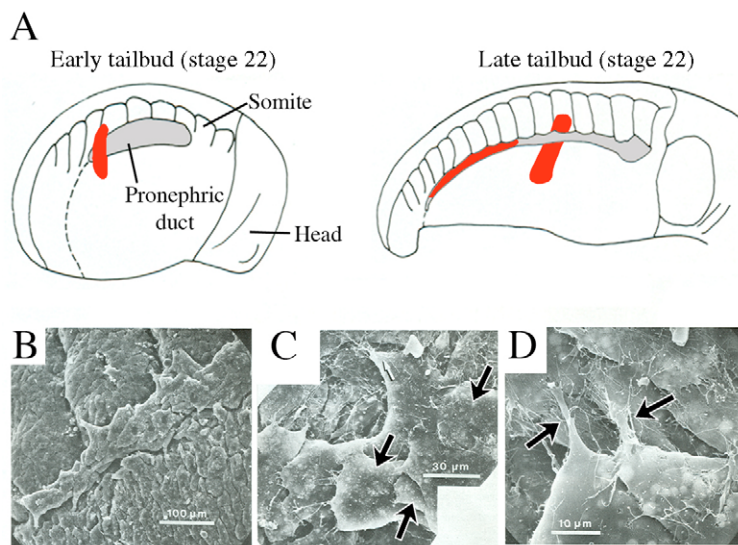 A
Early tailbud (stage 22)
Late tailbud (stage 22)
Somite
Pronephric
duct
Head
B
C
D
100 µm
30 µm
10 µm